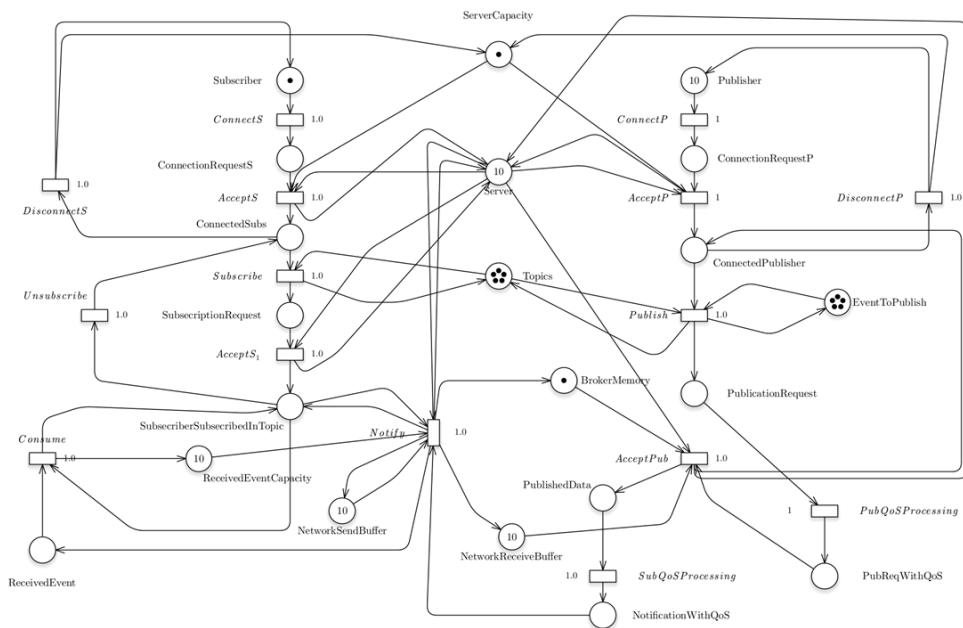 ServerCapacity
Subscriber
10
Publisher
ConnectS
1.0
ConnectP
1
ConnectionRequestS
ConnectionRequestP
10
Server
1.0
DisconnectS
AcceptS
1.0
AcceptP
1
DisconnectP
1.0
ConnectedSubs
ConnectedPublisher
Subscribe
1.0
Topics
Unsubscribe
1.0
SubscriptionRequest
Publish
1.0
EventToPublish
AcceptS1
1.0
BrokerMemory
PublicationRequest
SubsecriberSubsecribedInTopic
Notify
1.0
Consume
1.0
10
ReceivedEventCapacity
AcceptPub
1.0
PublishedData
10
NetworkSendBuffer
10
NetworkReceiveBuffer
1
PubQoSProcessing
ReceivedEvent
1.0
SubQoSProcessing
PubReqWithQoS
NotificationWithQoS